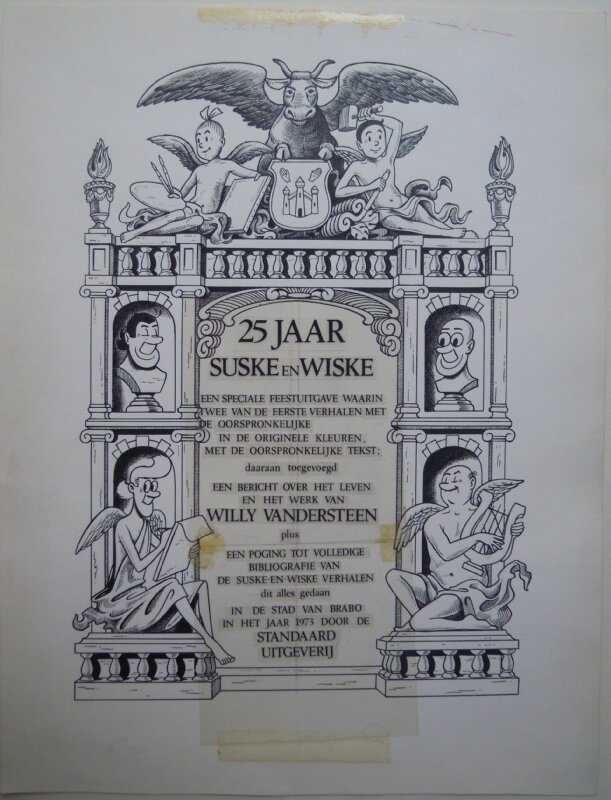 25 JAAR
SUSKE EN WISKE
EEN SPECIALE FEESTUITGAVE WAARIN
TWEE VAN DE EERSTE VERHALEN MET
DE OORSPRONKELIJKE
IN DE ORIGINELE KLEUREN,
MET DE OORSPRONKELIJKE TEKST;
daaraan toegevoegd
EEN BERICHT OVER HET LEVEN
EN HET WERK VAN
WILLY VANDERSTEEN
plus
EEN POGING TOT VOLLEDIGE
BIBLIOGRAFIE VAN
DE SUSKE-EN-WISKE VERHALEN
dit alles gedaan
IN DE STAD VAN BRABO
IN HET JAAR 1973 DOOR DE
STANDAARD
UITGEVERIJ